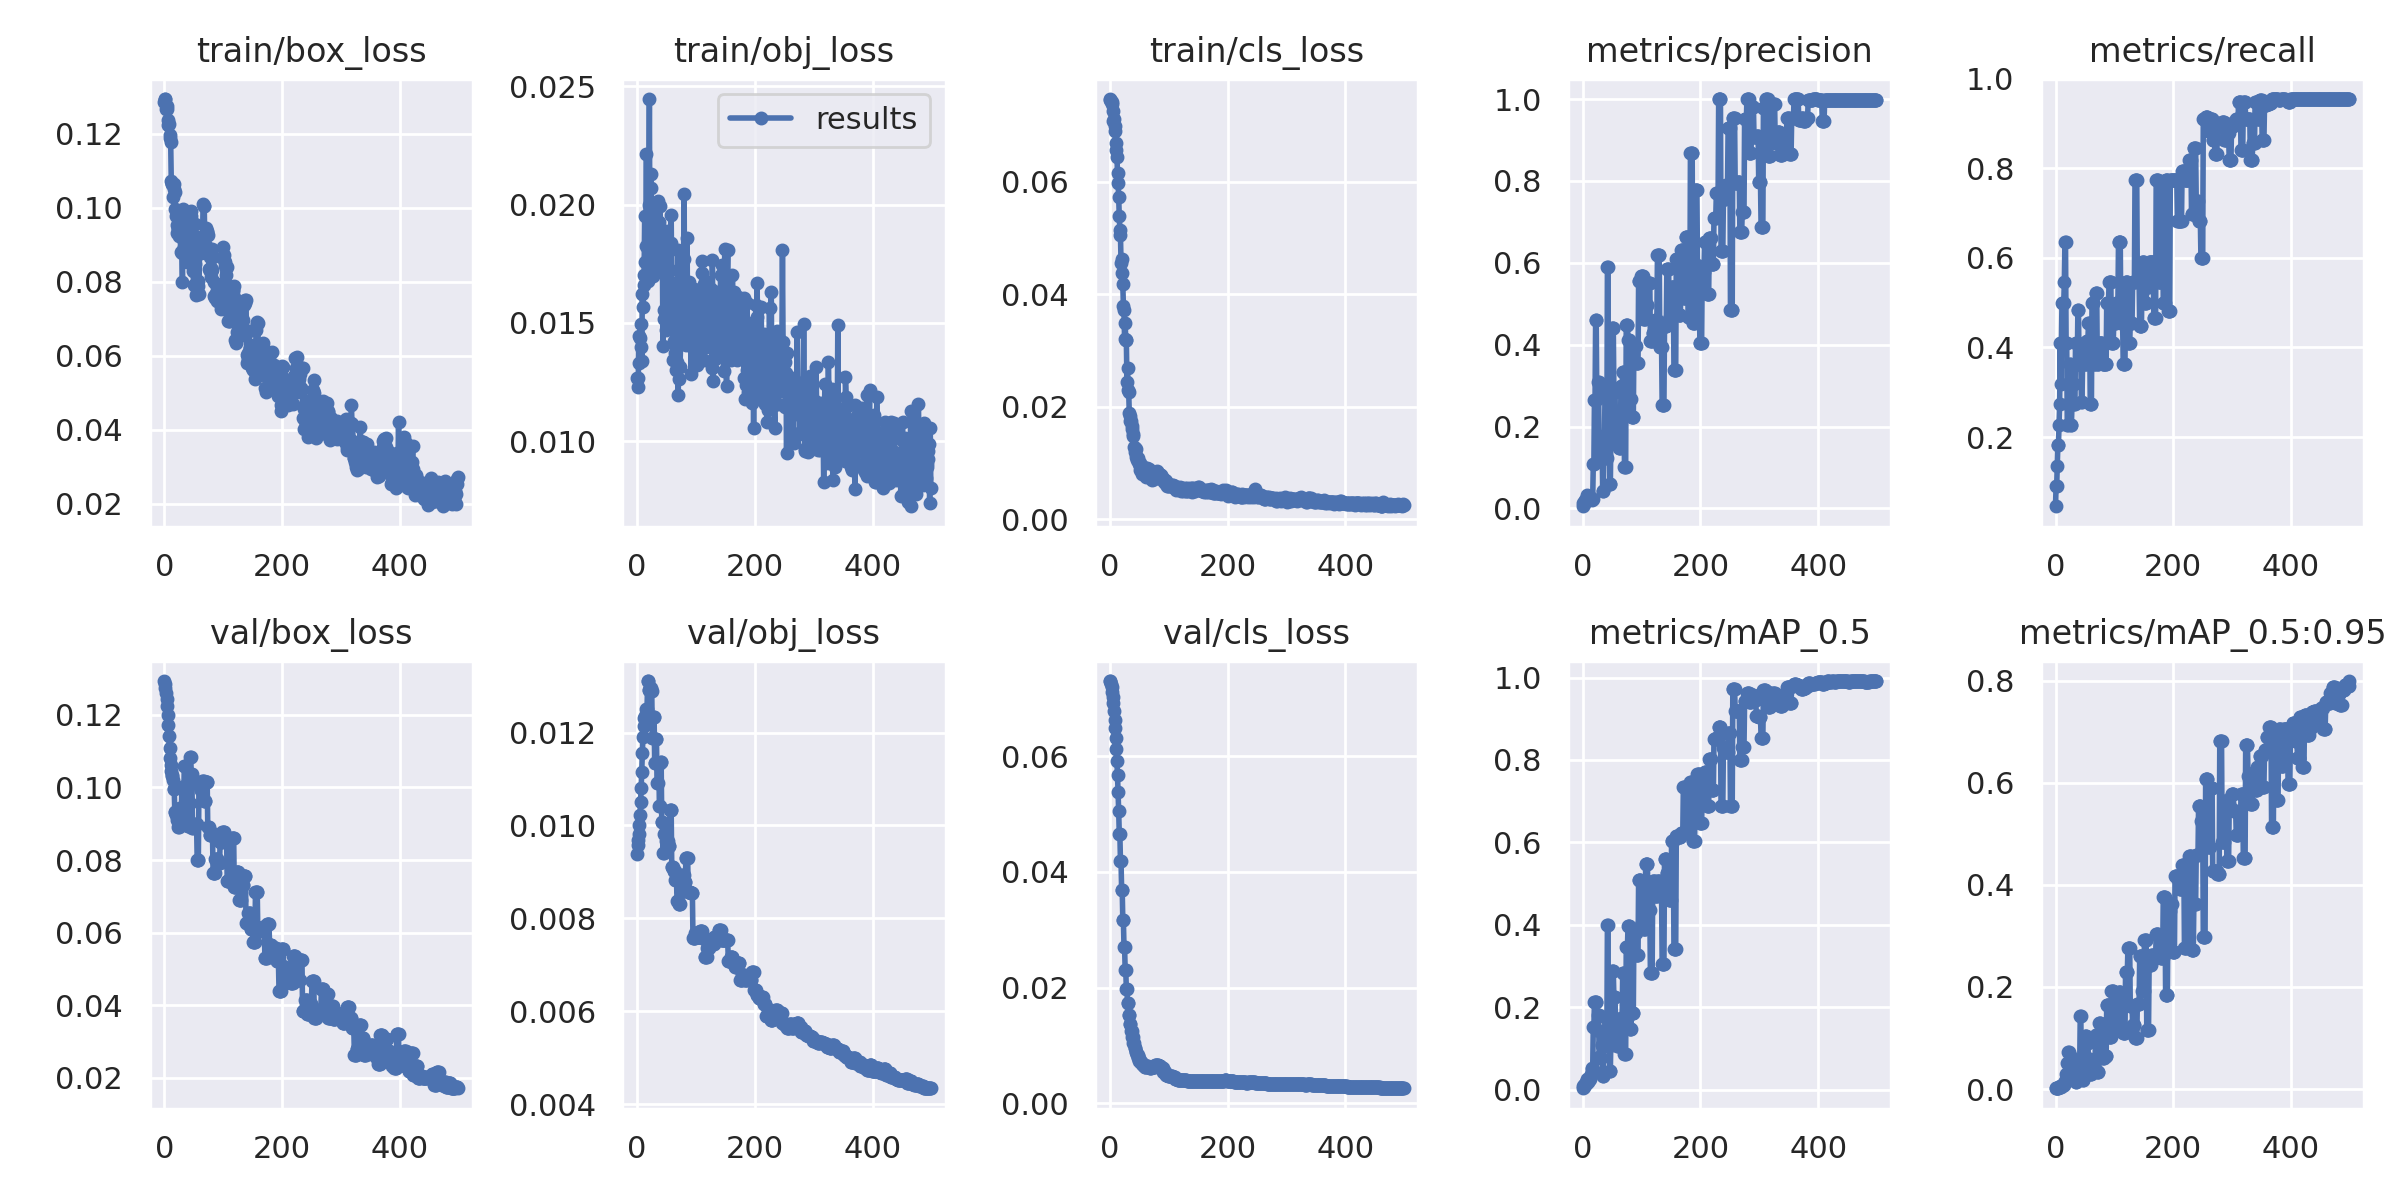 train/box_loss
0.12
0.10
0.08
0.06
0.04
0.02
0 200 400
train/obj_loss
results
0.025
0.020
0.015
0.010
0 200 400
train/cls_loss
0.06
0.04
0.02
0.00
0 200 400
metrics/precision
1.0
0.8
0.6
0.4
0.2
0.0
0 200 400
metrics/recall
1.0
0.8
0.6
0.4
0.2
0 200 400
val/box_loss
0.12
0.10
0.08
0.06
0.04
0.02
0 200 400
val/obj_loss
0.012
0.010
0.008
0.006
0.004
0 200 400
val/cls_loss
0.06
0.04
0.02
0.00
0 200 400
metrics/mAP_0.5
1.0
0.8
0.6
0.4
0.2
0.0
0 200 400
metrics/mAP_0.5:0.95
0.8
0.6
0.4
0.2
0.0
0 200 400